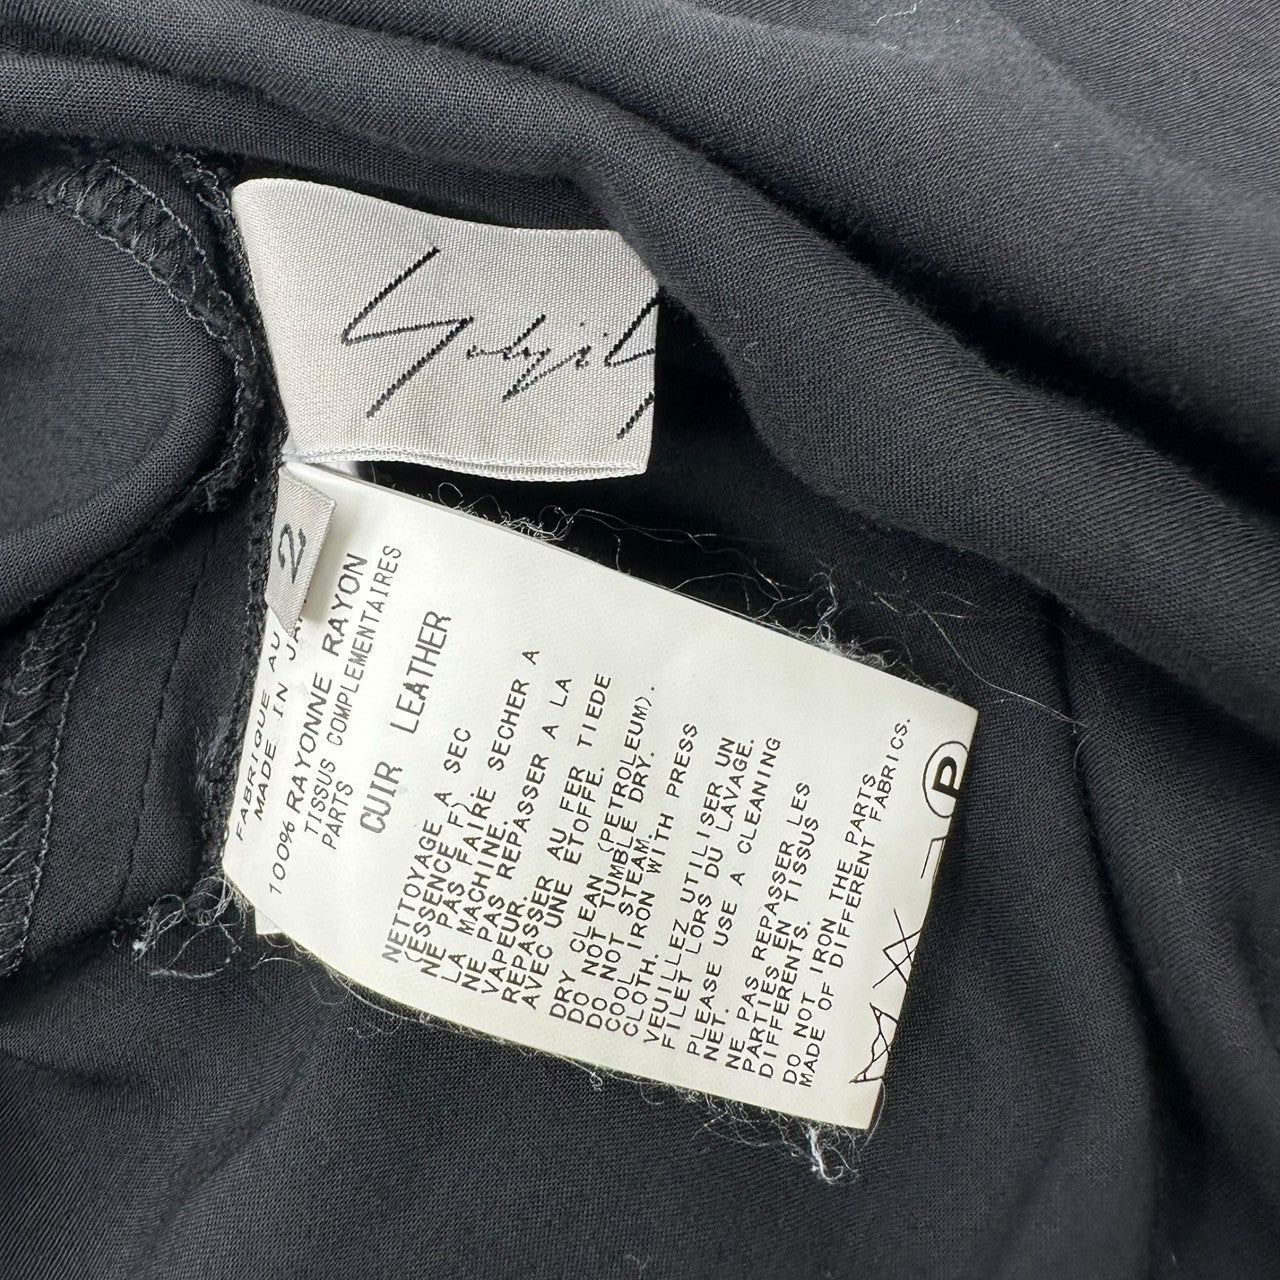 Yohji Y
2
FABRIQUE AU
MADE IN JA
100% RAYONNE RAYON
TISSUS COMPLEMENTAIRES
PARTS
CUIR LEATHER
NETTOYAGE A SEC
(ESSENCE F).
NE PAS FAIRE SECHER A
LA MACHINE.
NE PAS REPASSER A LA
VAPEUR.
REPASSER AU FER TIEDE
AVEC UNE ETOFFE.
DRY CLEAN (PETROLEUM).
DO NOT TUMBLE DRY.
DO NOT STEAM.
COOL IRON WITH PRESS
CLOTH.
VEUILLEZ UTILISER UN
FILET LORS DU LAVAGE.
PLEASE USE A CLEANING
NET.
NE PAS REPASSER LES
PARTIES EN TISSUS
DIFFERENTS.
DO NOT IRON THE PARTS
MADE OF DIFFERENT FABRICS.
P